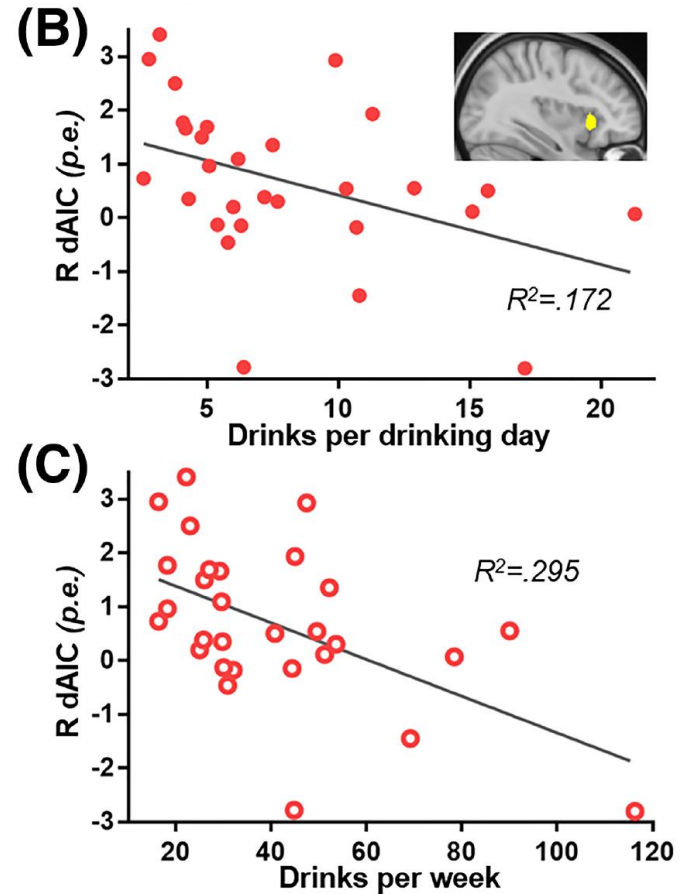 (B)
R dAIC (p.e.)
3
2
1
0
-1
-2
-3
R²=.172
5 10 15 20
Drinks per drinking day
(C)
R dAIC (p.e.)
3
2
1
0
-1
-2
-3
R²=.295
20 40 60 80 100 120
Drinks per week